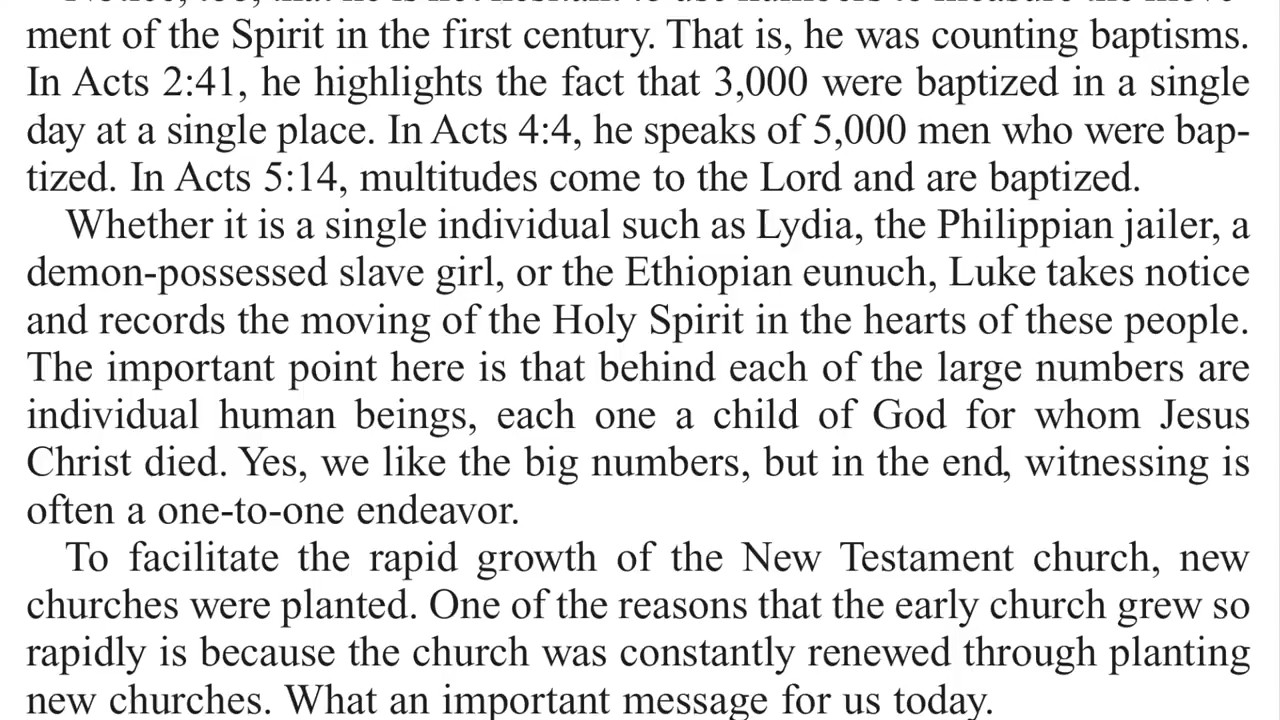 ment of the Spirit in the first century. That is, he was counting baptisms.
In Acts 2:41, he highlights the fact that 3,000 were baptized in a single
day at a single place. In Acts 4:4, he speaks of 5,000 men who were bap-
tized. In Acts 5:14, multitudes come to the Lord and are baptized.
Whether it is a single individual such as Lydia, the Philippian jailer, a
demon-possessed slave girl, or the Ethiopian eunuch, Luke takes notice
and records the moving of the Holy Spirit in the hearts of these people.
The important point here is that behind each of the large numbers are
individual human beings, each one a child of God for whom Jesus
Christ died. Yes, we like the big numbers, but in the end, witnessing is
often a one-to-one endeavor.
To facilitate the rapid growth of the New Testament church, new
churches were planted. One of the reasons that the early church grew so
rapidly is because the church was constantly renewed through planting
new churches. What an important message for us today.